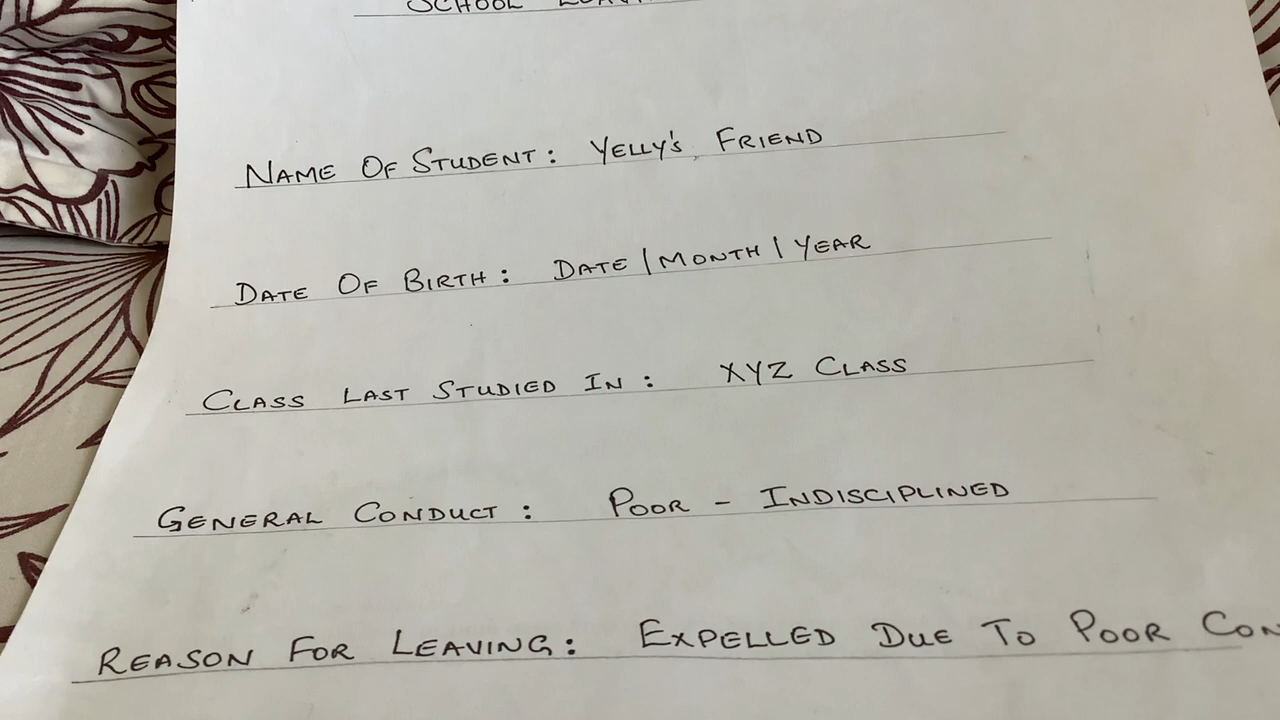 SCHOOL
NAME OF STUDENT: YELLY'S FRIEND
DATE OF BIRTH: DATE/MONTH/YEAR
CLASS LAST STUDIED IN: XYZ CLASS
GENERAL CONDUCT: POOR - INDISCIPLINED
REASON FOR LEAVING: EXPELLED DUE TO POOR